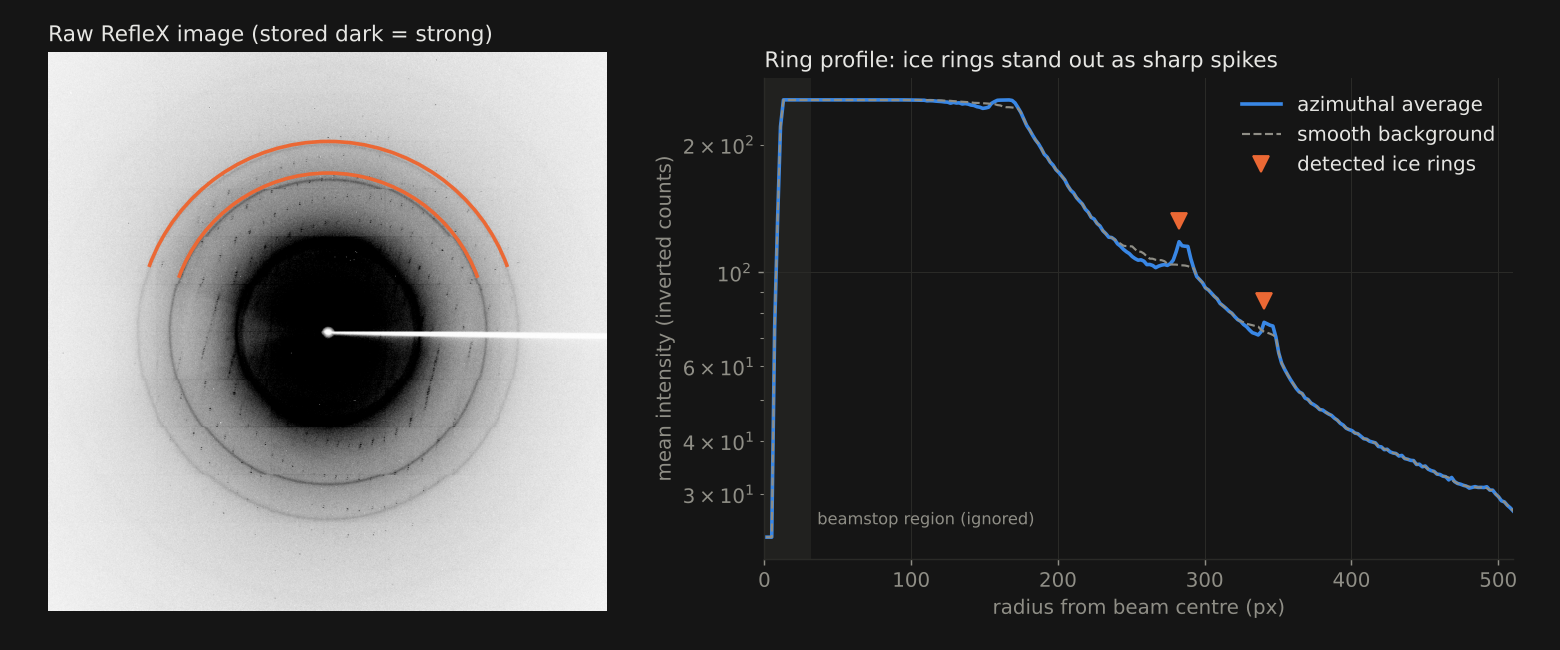 Raw RefleX image (stored dark = strong)
Ring profile: ice rings stand out as sharp spikes
azimuthal average
smooth background
detected ice rings
mean intensity (inverted counts)
2 × 10²
10²
6 × 10¹
4 × 10¹
3 × 10¹
beamstop region (ignored)
0 100 200 300 400 500
radius from beam centre (px)